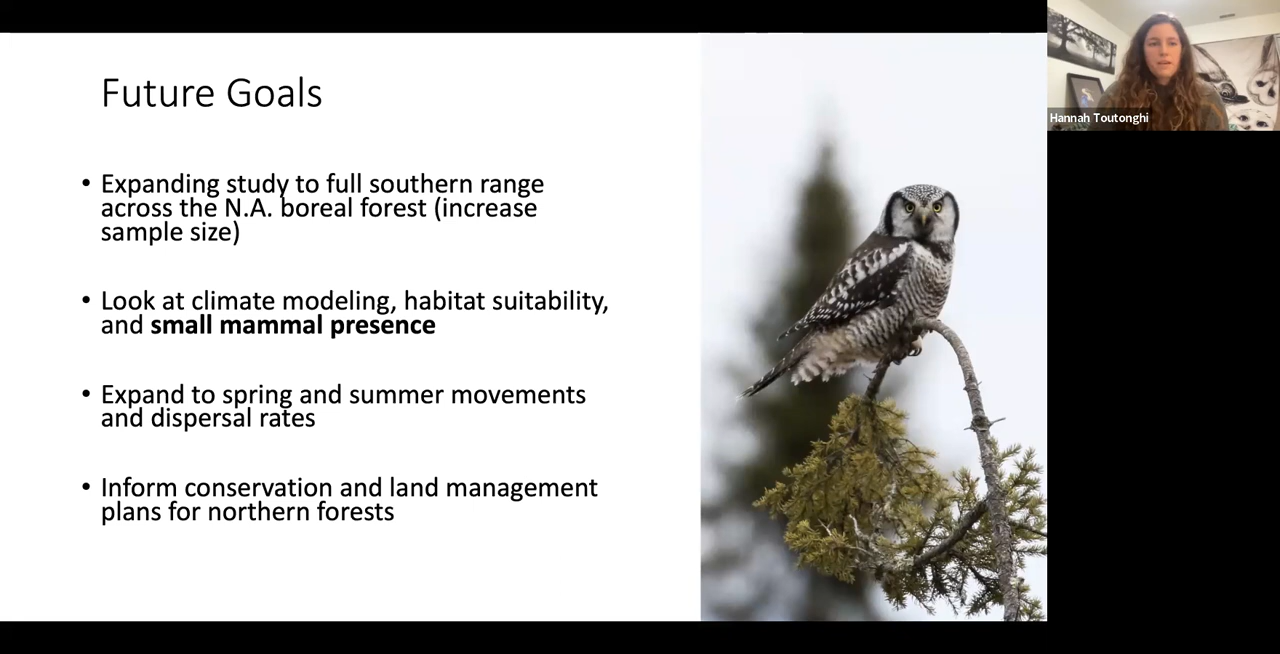 Future Goals
• Expanding study to full southern range
across the N.A. boreal forest (increase
sample size)
• Look at climate modeling, habitat suitability,
and small mammal presence
• Expand to spring and summer movements
and dispersal rates
• Inform conservation and land management
plans for northern forests
Hannah Toutonghi